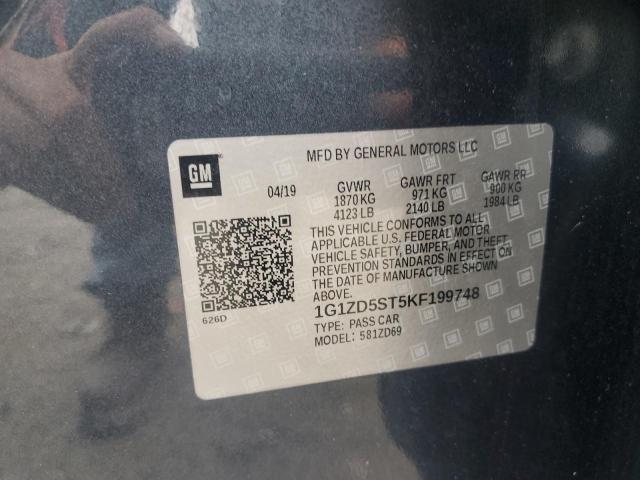 GM
MFD BY GENERAL MOTORS LLC
04/19 GVWR GAWR FRT GAWR RR
1870 KG 971 KG 900 KG
4123 LB 2140 LB 1984 LB
THIS VEHICLE CONFORMS TO ALL
APPLICABLE U.S. FEDERAL MOTOR
VEHICLE SAFETY, BUMPER, AND THEFT
PREVENTION STANDARDS IN EFFECT ON
THE DATE OF MANUFACTURE SHOWN
ABOVE.
1G1ZD5ST5KF199748
626D
TYPE: PASS CAR
MODEL: 581ZD69